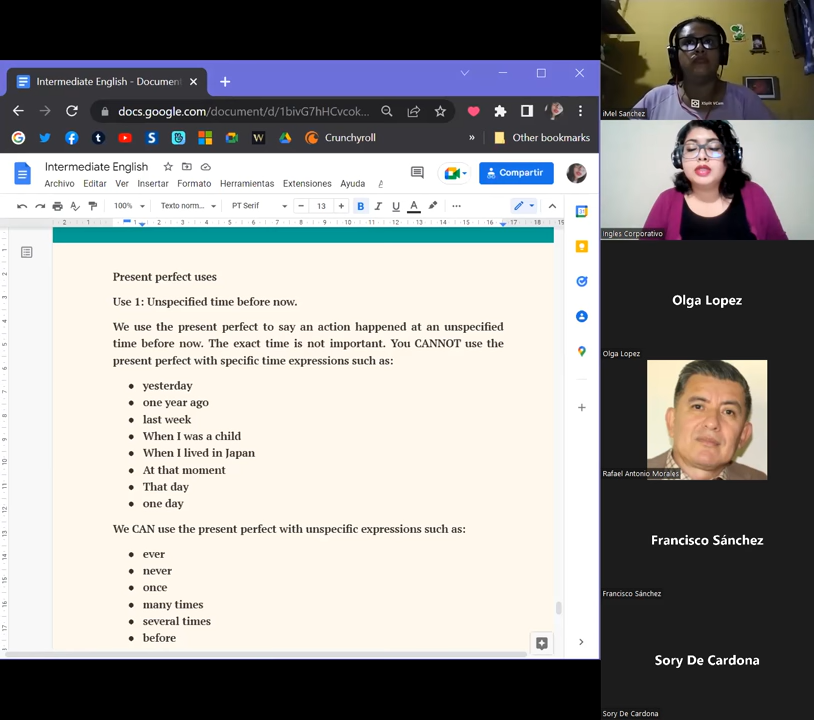 Intermediate English - Document
docs.google.com/document/d/1bivG7hHCvcok
Crunchyroll
»
Other bookmarks
Intermediate English
Archivo Editar Ver Insertar Formato Herramientas Extensiones Ayuda
Compartir
100% Texto norm... PT Serif 13 B I U A
Present perfect uses
Use 1: Unspecified time before now.
We use the present perfect to say an action happened at an unspecified
time before now. The exact time is not important. You CANNOT use the
present perfect with specific time expressions such as:
● yesterday
● one year ago
● last week
● When I was a child
● When I lived in Japan
● At that moment
● That day
● one day
We CAN use the present perfect with unspecific expressions such as:
● ever
● never
● once
● many times
● several times
● before
iMel Sanchez
Ingles Corporativo
Olga Lopez
Olga Lopez
Rafael Antonio Morales
Francisco Sánchez
Francisco Sánchez
Sory De Cardona
Sory De Cardona